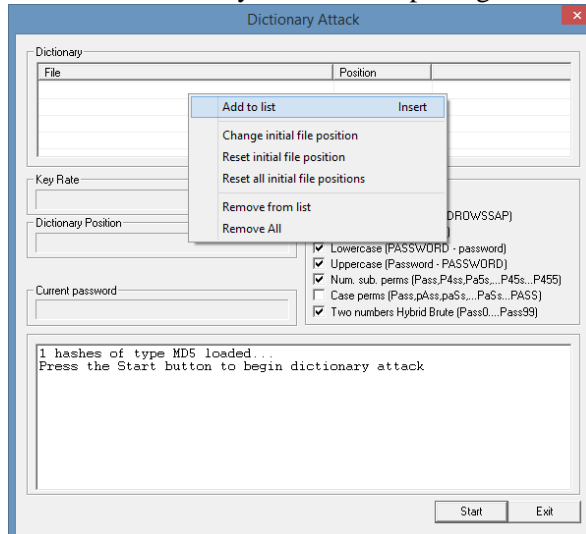 Dictionary Attack
Dictionary
File Position
Add to list Insert
Change initial file position
Reset initial file position
Reset all initial file positions
Remove from list
Remove All
Key Rate
Dictionary Position
DROWSSAP)
Lowercase (PASSWORD - password)
Uppercase (Password - PASSWORD)
Num. sub. perms (Pass,P4ss,Pa5s,...P45s...P455)
Case perms (Pass,pAss,paSs,...PaSs...PASS)
Two numbers Hybrid Brute (Pass0....Pass99)
Current password
1 hashes of type MD5 loaded...
Press the Start button to begin dictionary attack
Start Exit